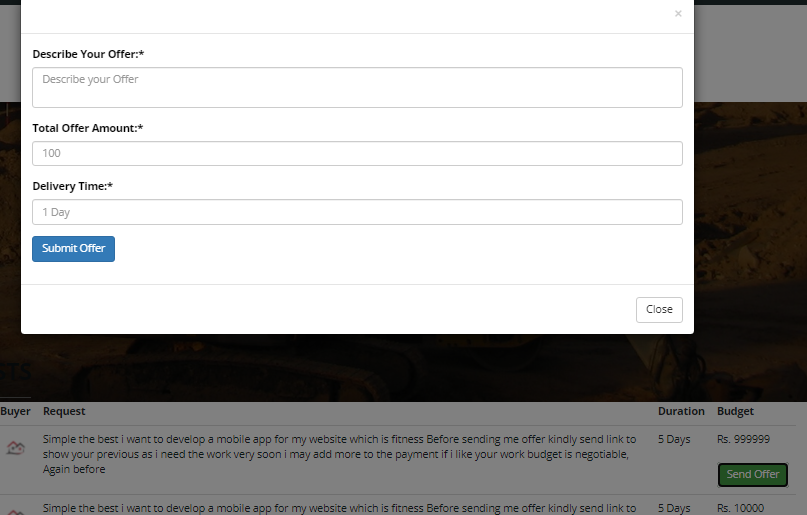 ×
Describe Your Offer:*
Describe your Offer
Total Offer Amount:*
100
Delivery Time:*
1 Day
Submit Offer
Close
STS
Buyer Request Duration Budget
Simple the best i want to develop a mobile app for my website which is fitness Before sending me offer kindly send link to 5 Days Rs. 999999
show your previous as i need the work very soon i may add more to the payment if i like your work budget is negotiable,
Again before
Send Offer
Simple the best i want to develop a mobile app for my website which is fitness Before sending me offer kindly send link to 5 Days Rs. 10000